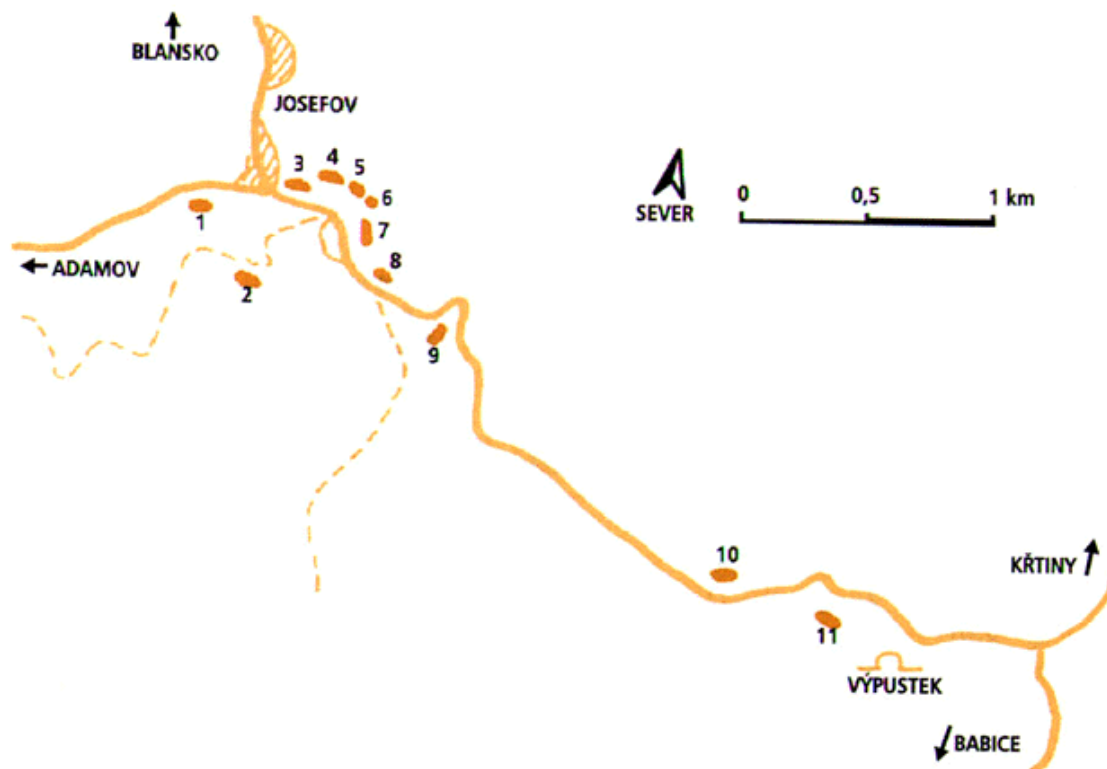 BLANSKO
JOSEFOV
3
4
5
6
1
7
SEVER
0
0,5
1 km
ADAMOV
2
8
9
10
KŘTINY
11
VÝPUSTEK
BABICE